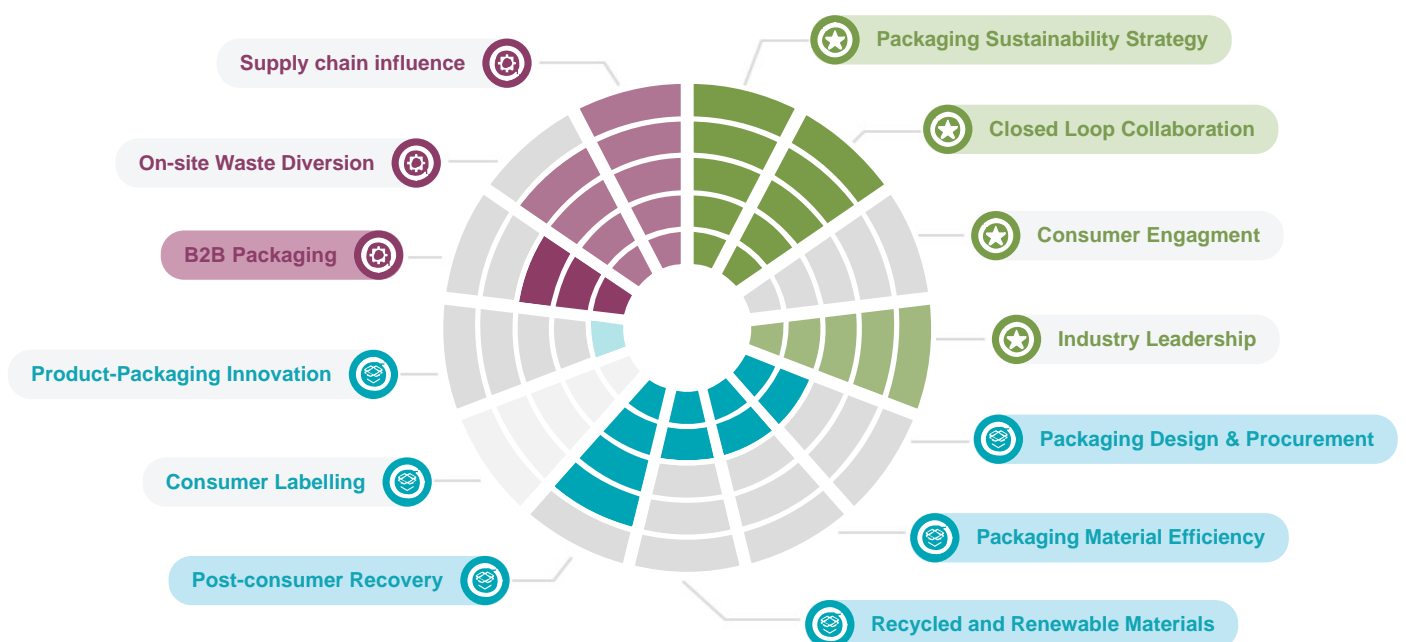 Packaging Sustainability Strategy
Supply chain influence
Closed Loop Collaboration
On-site Waste Diversion
Consumer Engagment
B2B Packaging
Industry Leadership
Product-Packaging Innovation
Packaging Design & Procurement
Consumer Labelling
Packaging Material Efficiency
Post-consumer Recovery
Recycled and Renewable Materials